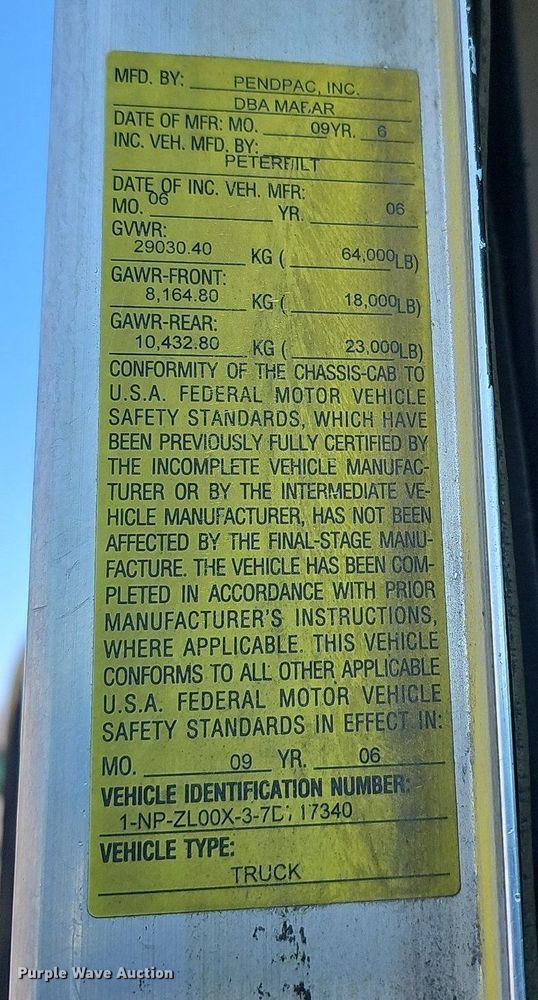 MFD. BY: PENDPAC, INC.
DBA
DATE OF MFR: MO. 09 YR. 6
INC. VEH. MFD. BY:
PETERBILT
DATE OF INC. VEH. MFR:
MO. 06 YR. 06
GVWR:
29030.40 KG ( 64,000 LB)
GAWR-FRONT:
8,164.80 KG ( 18,000 LB)
GAWR-REAR:
10,432.80 KG ( 23,000 LB)
CONFORMITY OF THE CHASSIS-CAB TO
U.S.A. FEDERAL MOTOR VEHICLE
SAFETY STANDARDS, WHICH HAVE
BEEN PREVIOUSLY FULLY CERTIFIED BY
THE INCOMPLETE VEHICLE MANUFAC-
TURER OR BY THE INTERMEDIATE VE-
HICLE MANUFACTURER, HAS NOT BEEN
AFFECTED BY THE FINAL-STAGE MANU-
FACTURE. THE VEHICLE HAS BEEN COM-
PLETED IN ACCORDANCE WITH PRIOR
MANUFACTURER'S INSTRUCTIONS,
WHERE APPLICABLE. THIS VEHICLE
CONFORMS TO ALL OTHER APPLICABLE
U.S.A. FEDERAL MOTOR VEHICLE
SAFETY STANDARDS IN EFFECT IN:
MO. 09 YR. 06
VEHICLE IDENTIFICATION NUMBER:
VEHICLE TYPE:
TRUCK
Purple Wave Auction